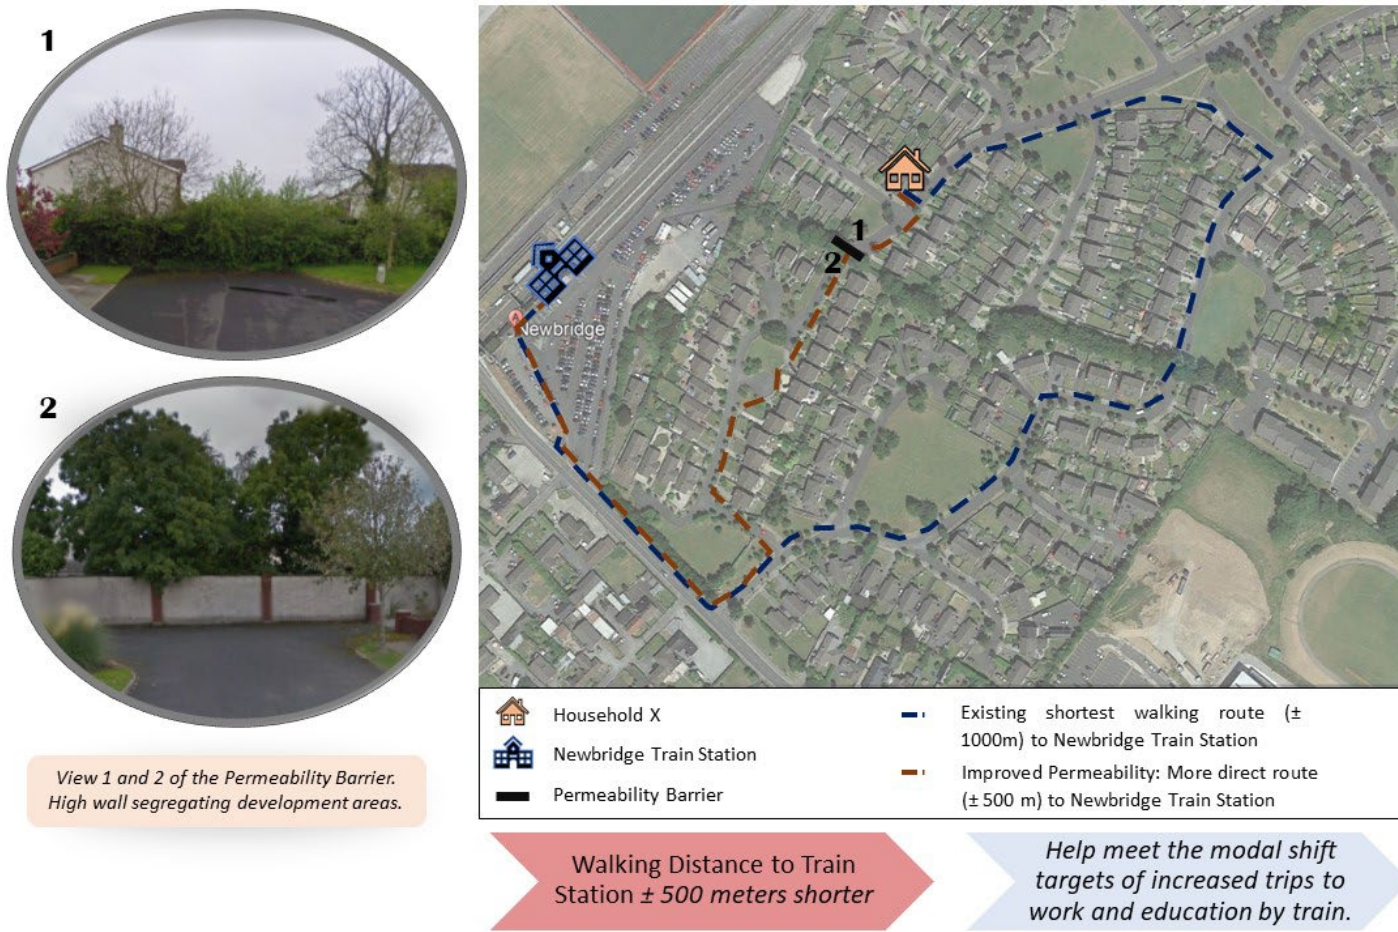 1
2
View 1 and 2 of the Permeability Barrier.
High wall segregating development areas.
1
2
A
Newbridge
Household X
Newbridge Train Station
Permeability Barrier
Existing shortest walking route (±
1000m) to Newbridge Train Station
Improved Permeability: More direct route
(± 500 m) to Newbridge Train Station
Walking Distance to Train
Station ± 500 meters shorter
Help meet the modal shift
targets of increased trips to
work and education by train.